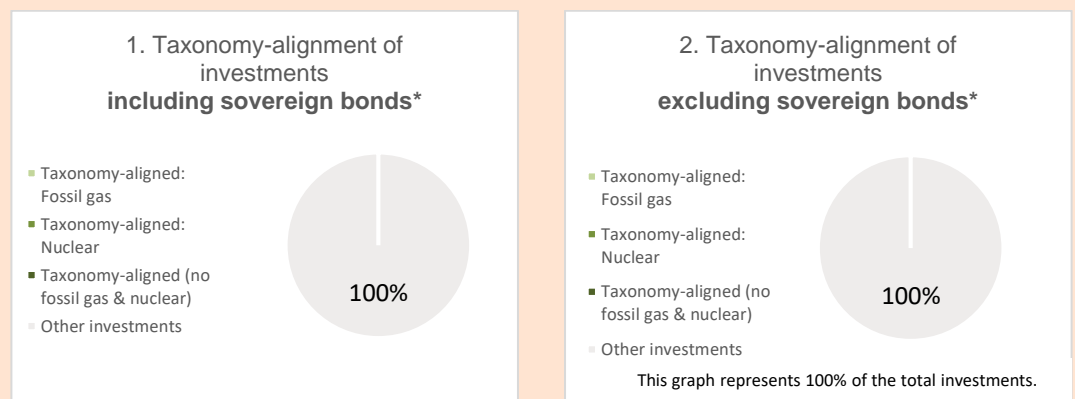 1. Taxonomy-alignment of
investments
including sovereign bonds*
Taxonomy-aligned:
Fossil gas
Taxonomy-aligned:
Nuclear
Taxonomy-aligned (no
fossil gas & nuclear)
Other investments
100%
2. Taxonomy-alignment of
investments
excluding sovereign bonds*
Taxonomy-aligned:
Fossil gas
Taxonomy-aligned:
Nuclear
Taxonomy-aligned (no
fossil gas & nuclear)
Other investments
100%
This graph represents 100% of the total investments.